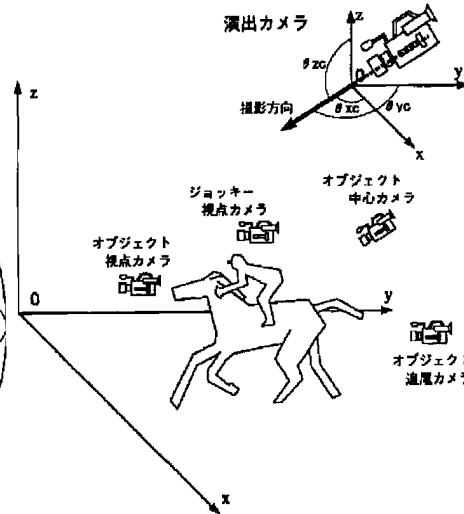 演出カメラ
z
θzc
0
y
撮影方向
θxc
θyc
x
z
オブジェクト
中心カメラ
ジョッキー
視点カメラ
オブジェクト
視点カメラ
0
y
オブジェクト
追尾カメラ
x